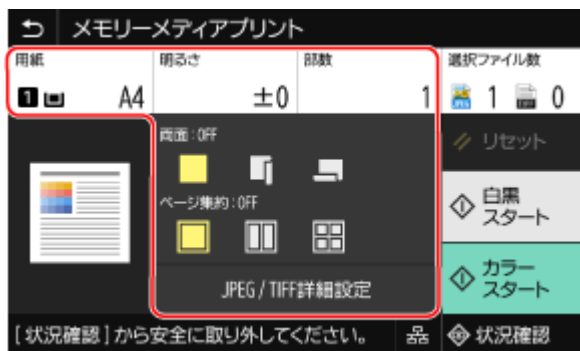 メモリーメディアプリント
用紙 明るさ 部数 選択ファイル数
1 A4 ±0 1 1 0
両面:OFF
リセット
ページ集約:OFF
白黒
スタート
カラー
スタート
JPEG / TIFF詳細設定
[ 状況確認 ] から安全に取り外してください。 状況確認